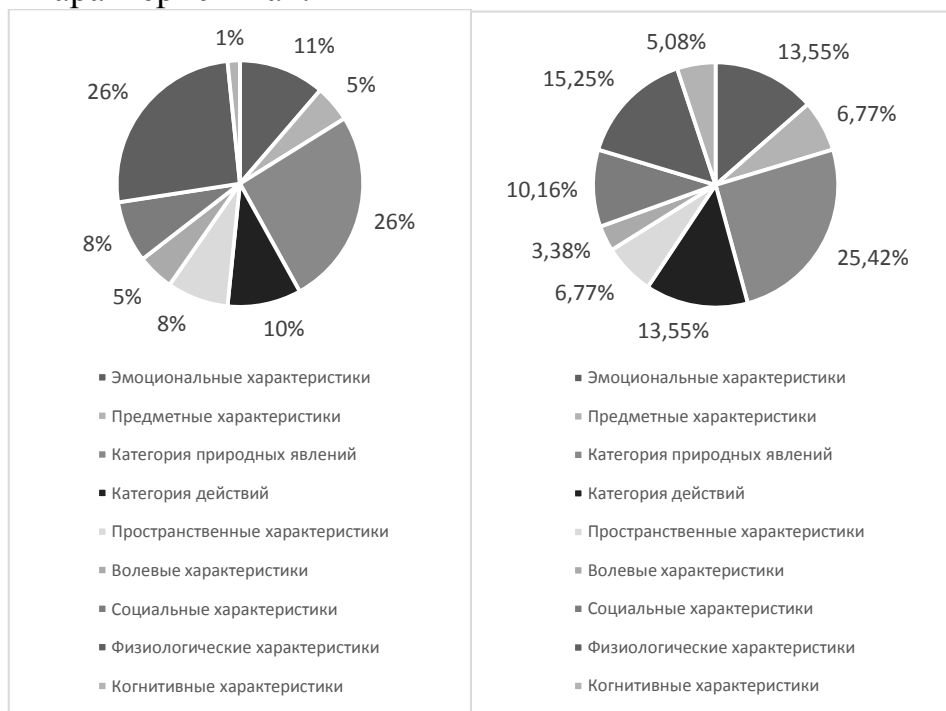 1%
11%
5%
26%
10%
8%
5%
8%
26%
Эмоциональные характеристики
Предметные характеристики
Категория природных явлений
Категория действий
Пространственные характеристики
Волевые характеристики
Социальные характеристики
Физиологические характеристики
Когнитивные характеристики
5,08%
13,55%
6,77%
25,42%
13,55%
6,77%
3,38%
10,16%
15,25%
Эмоциональные характеристики
Предметные характеристики
Категория природных явлений
Категория действий
Пространственные характеристики
Волевые характеристики
Социальные характеристики
Физиологические характеристики
Когнитивные характеристики